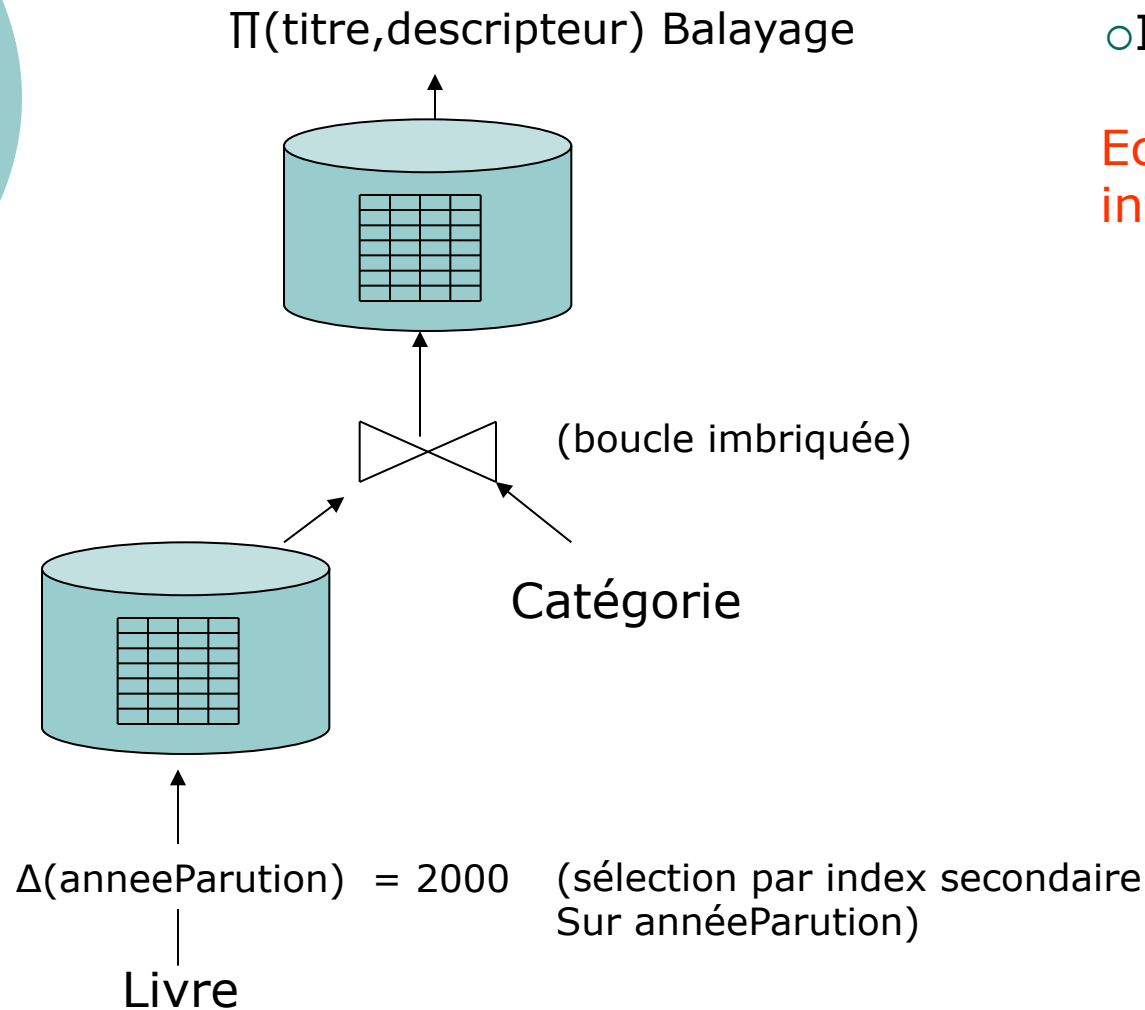 ∏(titre,descripteur) Balayage
(boucle imbriquée)
Catégorie
Δ(anneeParution) = 2000 (sélection par index secondaire
Sur annéeParution)
Livre